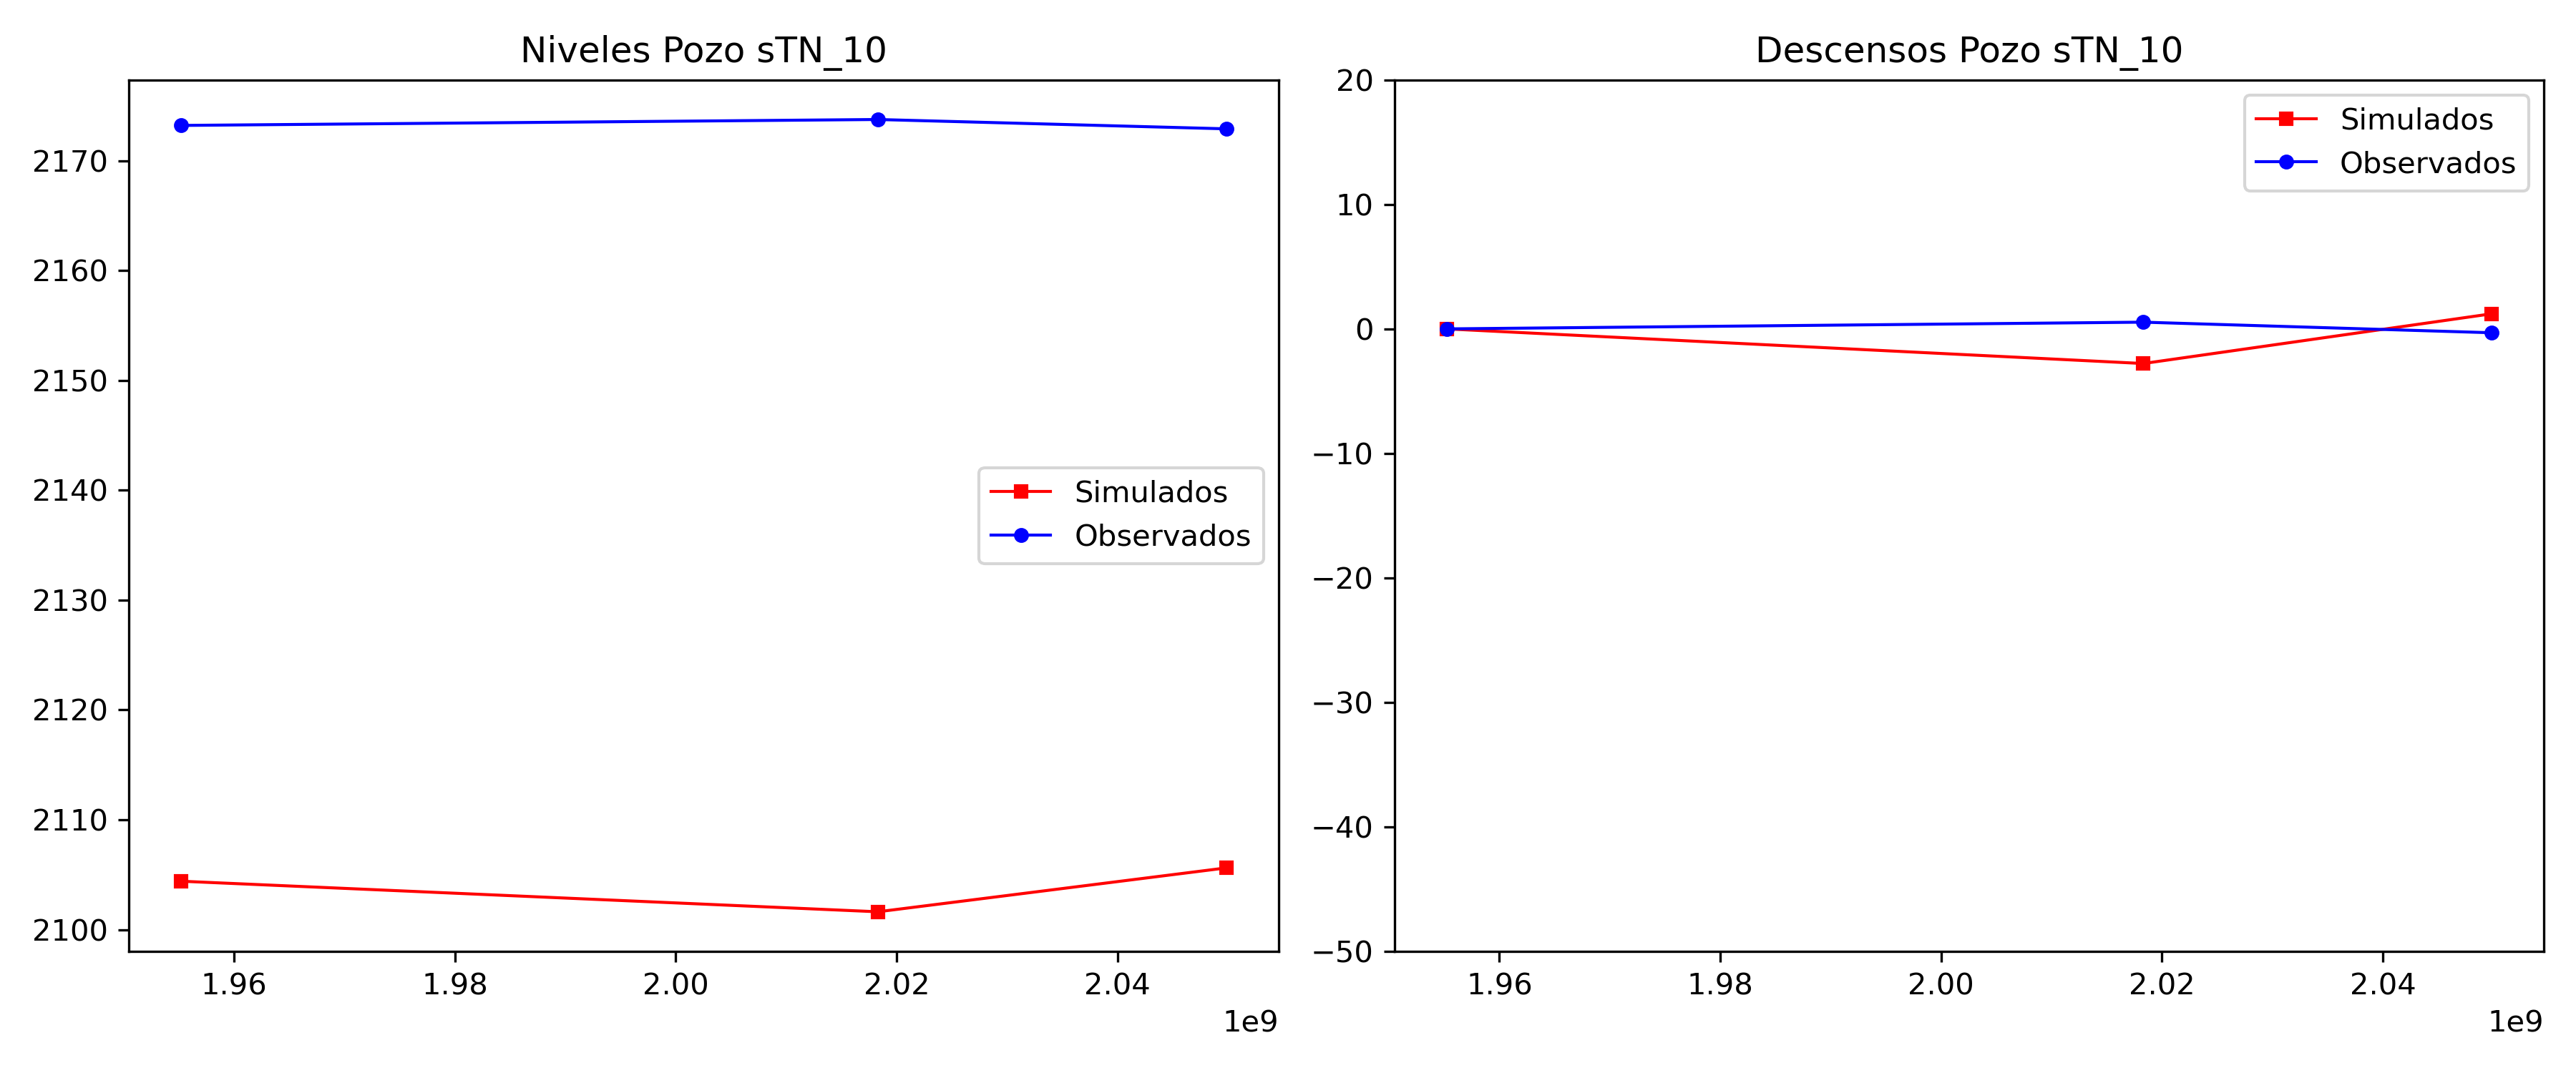 Niveles Pozo sTN_10
2170
2160
2150
2140
2130
2120
2110
2100
Simulados
Observados
1.96 1.98 2.00 2.02 2.04
1e9
Descensos Pozo sTN_10
20
10
0
−10
−20
−30
−40
−50
Simulados
Observados
1.96 1.98 2.00 2.02 2.04
1e9